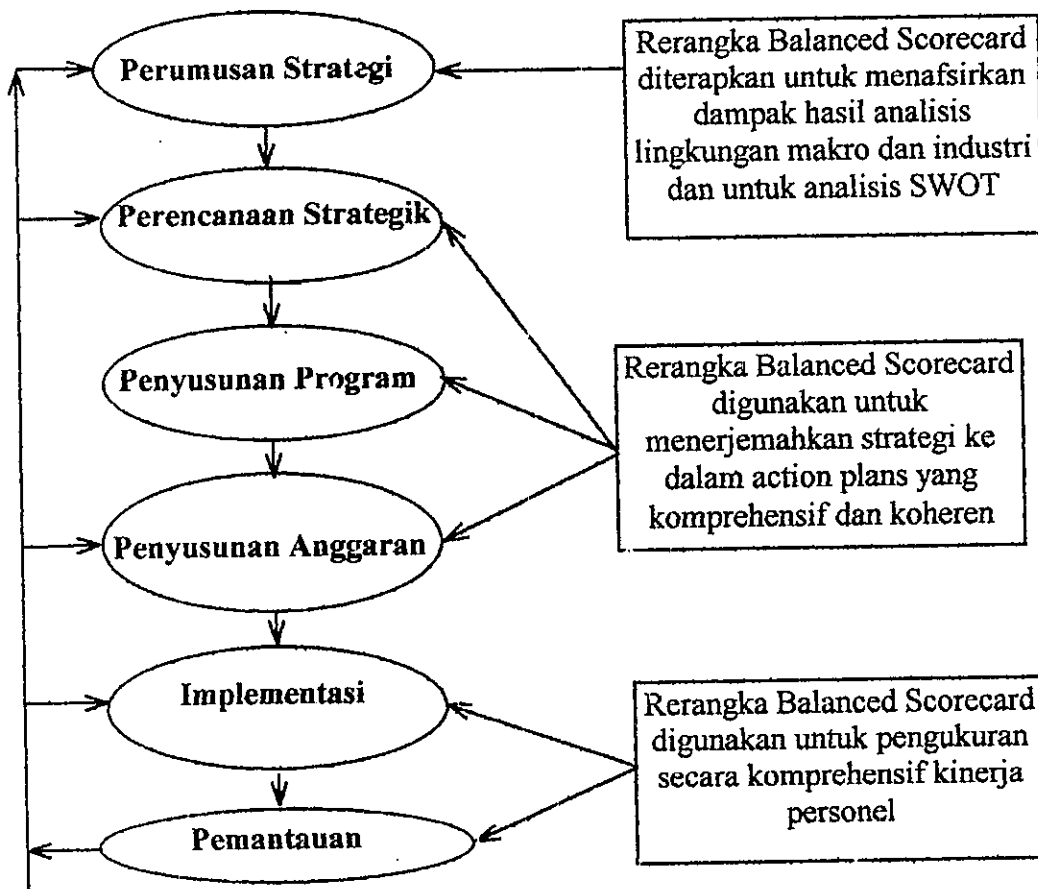 Perumusan Strategi
Rerangka Balanced Scorecard
diterapkan untuk menafsirkan
dampak hasil analisis
lingkungan makro dan industri
dan untuk analisis SWOT
Perencanaan Strategik
Penyusunan Program
Rerangka Balanced Scorecard
digunakan untuk
menerjemahkan strategi ke
dalam action plans yang
komprehensif dan koheren
Penyusunan Anggaran
Implementasi
Rerangka Balanced Scorecard
digunakan untuk pengukuran
secara komprehensif kinerja
personel
Pemantauan